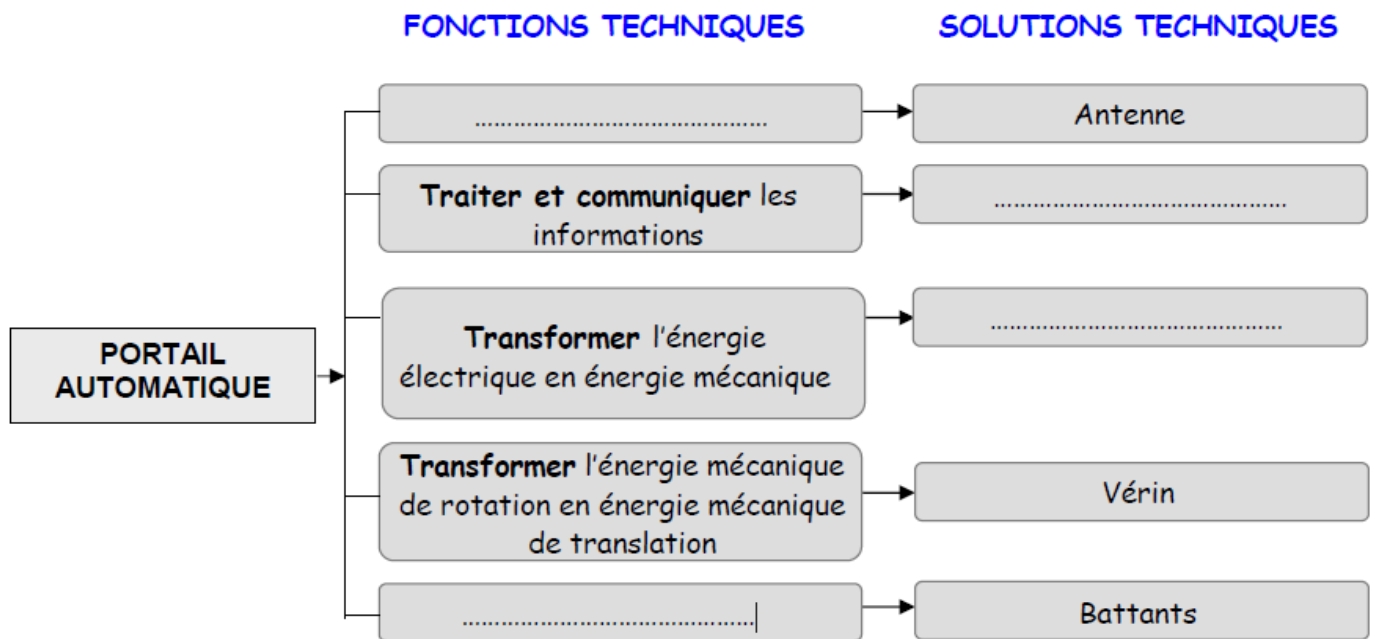 FONCTIONS TECHNIQUES
SOLUTIONS TECHNIQUES
................................................
Antenne
Traiter et communiquer les
informations
................................................
Transformer l'énergie
électrique en énergie mécanique
................................................
PORTAIL
AUTOMATIQUE
Transformer l'énergie mécanique
de rotation en énergie mécanique
de translation
Vérin
................................................
Battants